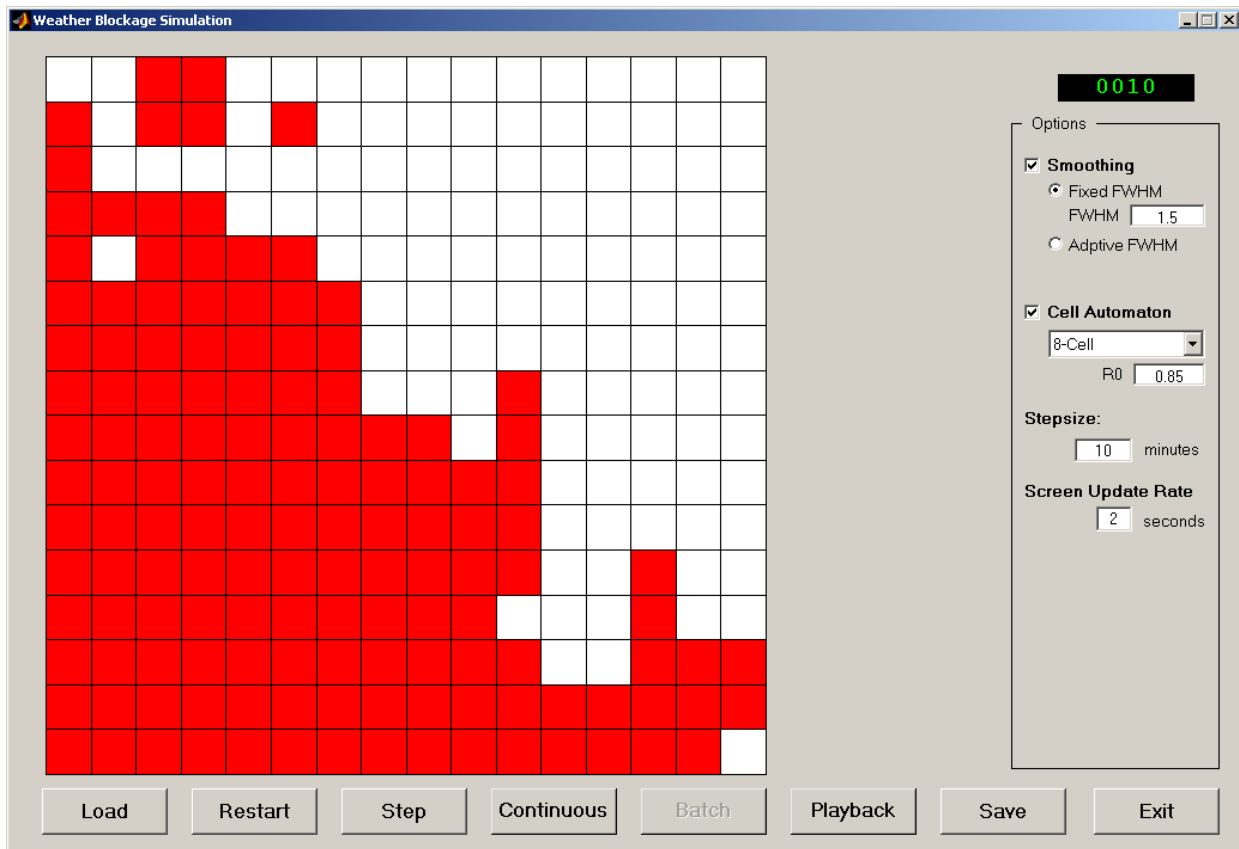 Weather Blockage Simulation
0010
Options
Smoothing
Fixed FWHM
FWHM 1.5
Adptive FWHM
Cell Automaton
8-Cell
R0 0.85
Stepsize:
10 minutes
Screen Update Rate
2 seconds
Load Restart Step Continuous Batch Playback Save Exit